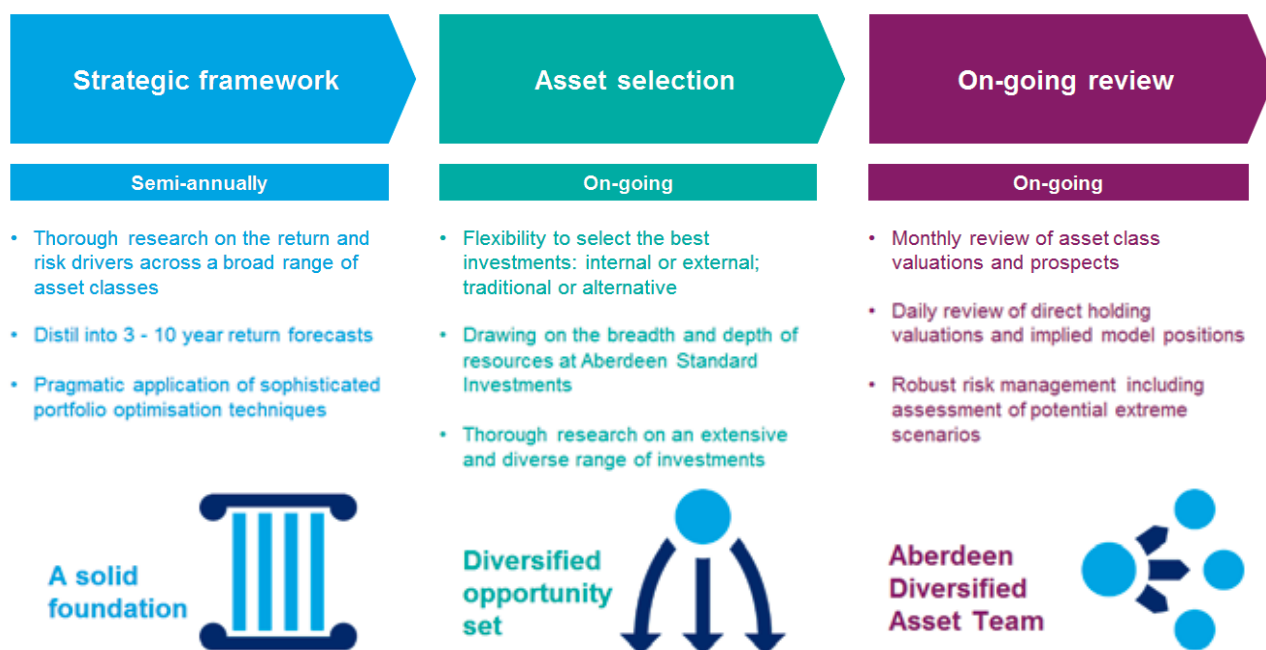 Strategic framework
Semi-annually
• Thorough research on the return and
risk drivers across a broad range of
asset classes
• Distil into 3 - 10 year return forecasts
• Pragmatic application of sophisticated
portfolio optimisation techniques
A solid
foundation
Asset selection
On-going
• Flexibility to select the best
investments: internal or external;
traditional or alternative
• Drawing on the breadth and depth of
resources at Aberdeen Standard
Investments
• Thorough research on an extensive
and diverse range of investments
Diversified
opportunity
set
On-going review
On-going
• Monthly review of asset class
valuations and prospects
• Daily review of direct holding
valuations and implied model positions
• Robust risk management including
assessment of potential extreme
scenarios
Aberdeen
Diversified
Asset Team